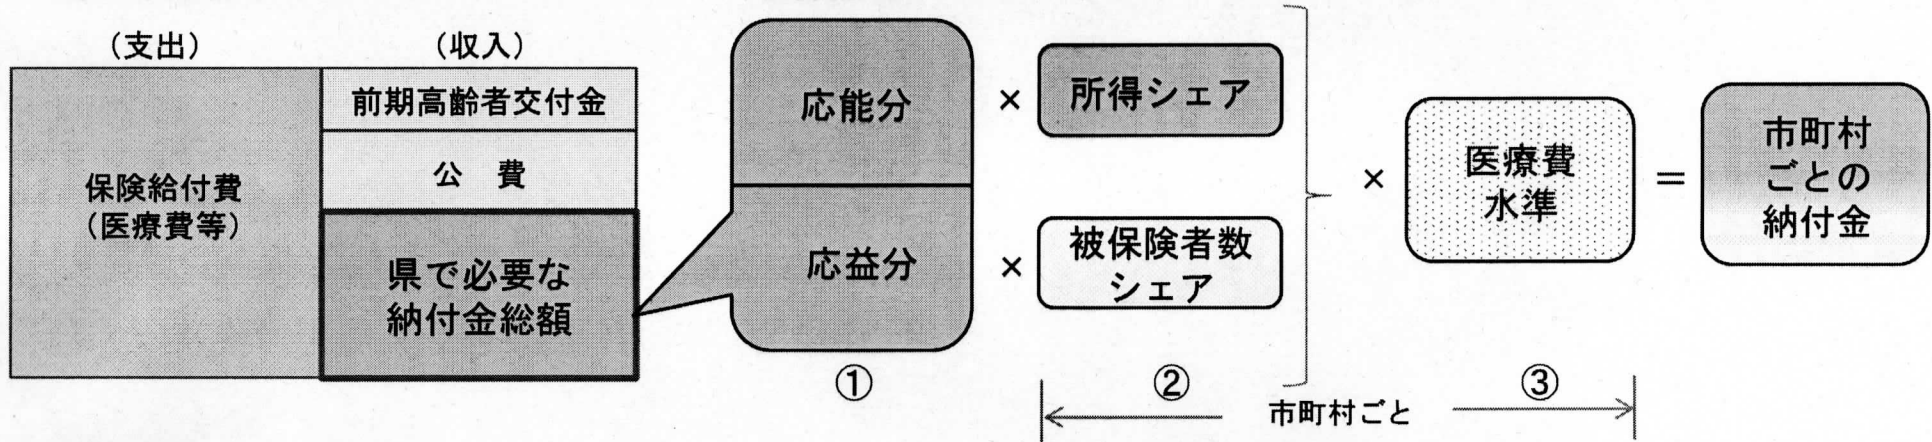 （支出）
（収入）
保険給付費
（医療費等）
前期高齢者交付金
公　費
県で必要な
納付金総額
応能分
応益分
①
×
所得シェア
×
被保険者数
シェア
②
×
医療費
水準
③
市町村ごと
＝
市町村
ごとの
納付金